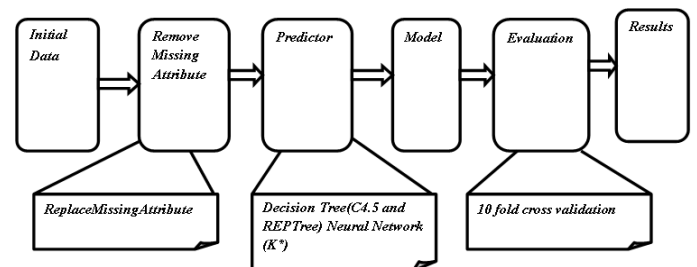 Initial
Data
Remove
Missing
Attribute
Predictor
Model
Evaluation
Results
ReplaceMissingAttribute
Decision Tree(C4.5 and
REPTree) Neural Network
(K*)
10 fold cross validation